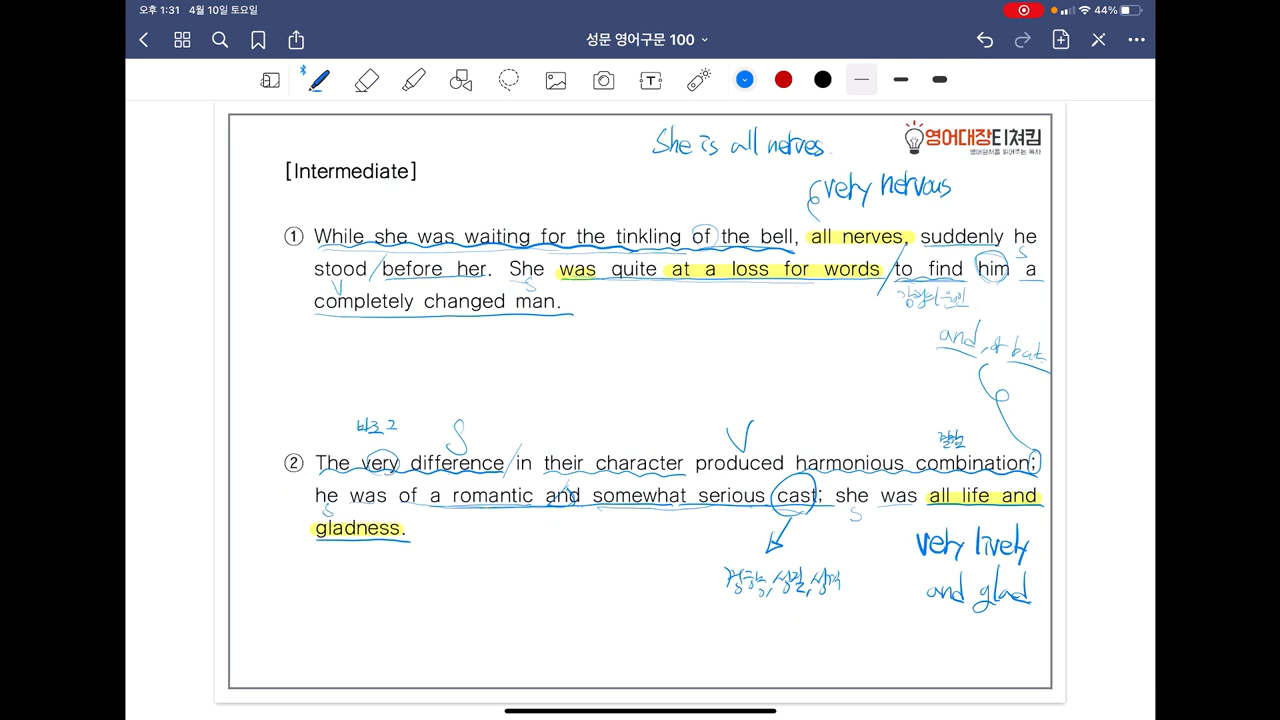 오후 1:31 4월 10일 토요일
44%
성문 영어구문 100
She is all nerves.
영어대장티쳐킴
[Intermediate]
very nervous
① While she was waiting for the tinkling of the bell, all nerves, suddenly he
S
stood before her. She was quite at a loss for words to find him a
V
S
감정의 원인
completely changed man.
and, or but
바로 그
S
V
결합
② The very difference in their character produced harmonious combination;
he was of a romantic and somewhat serious cast; she was all life and
S
S
gladness.
very lively
경향, 성질, 성격
and glad